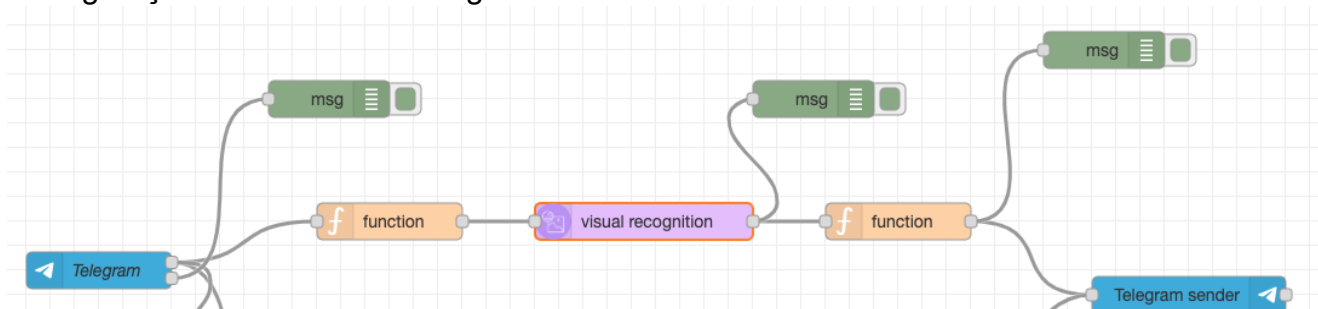 msg
msg
msg
function
visual recognition
function
Telegram
Telegram sender